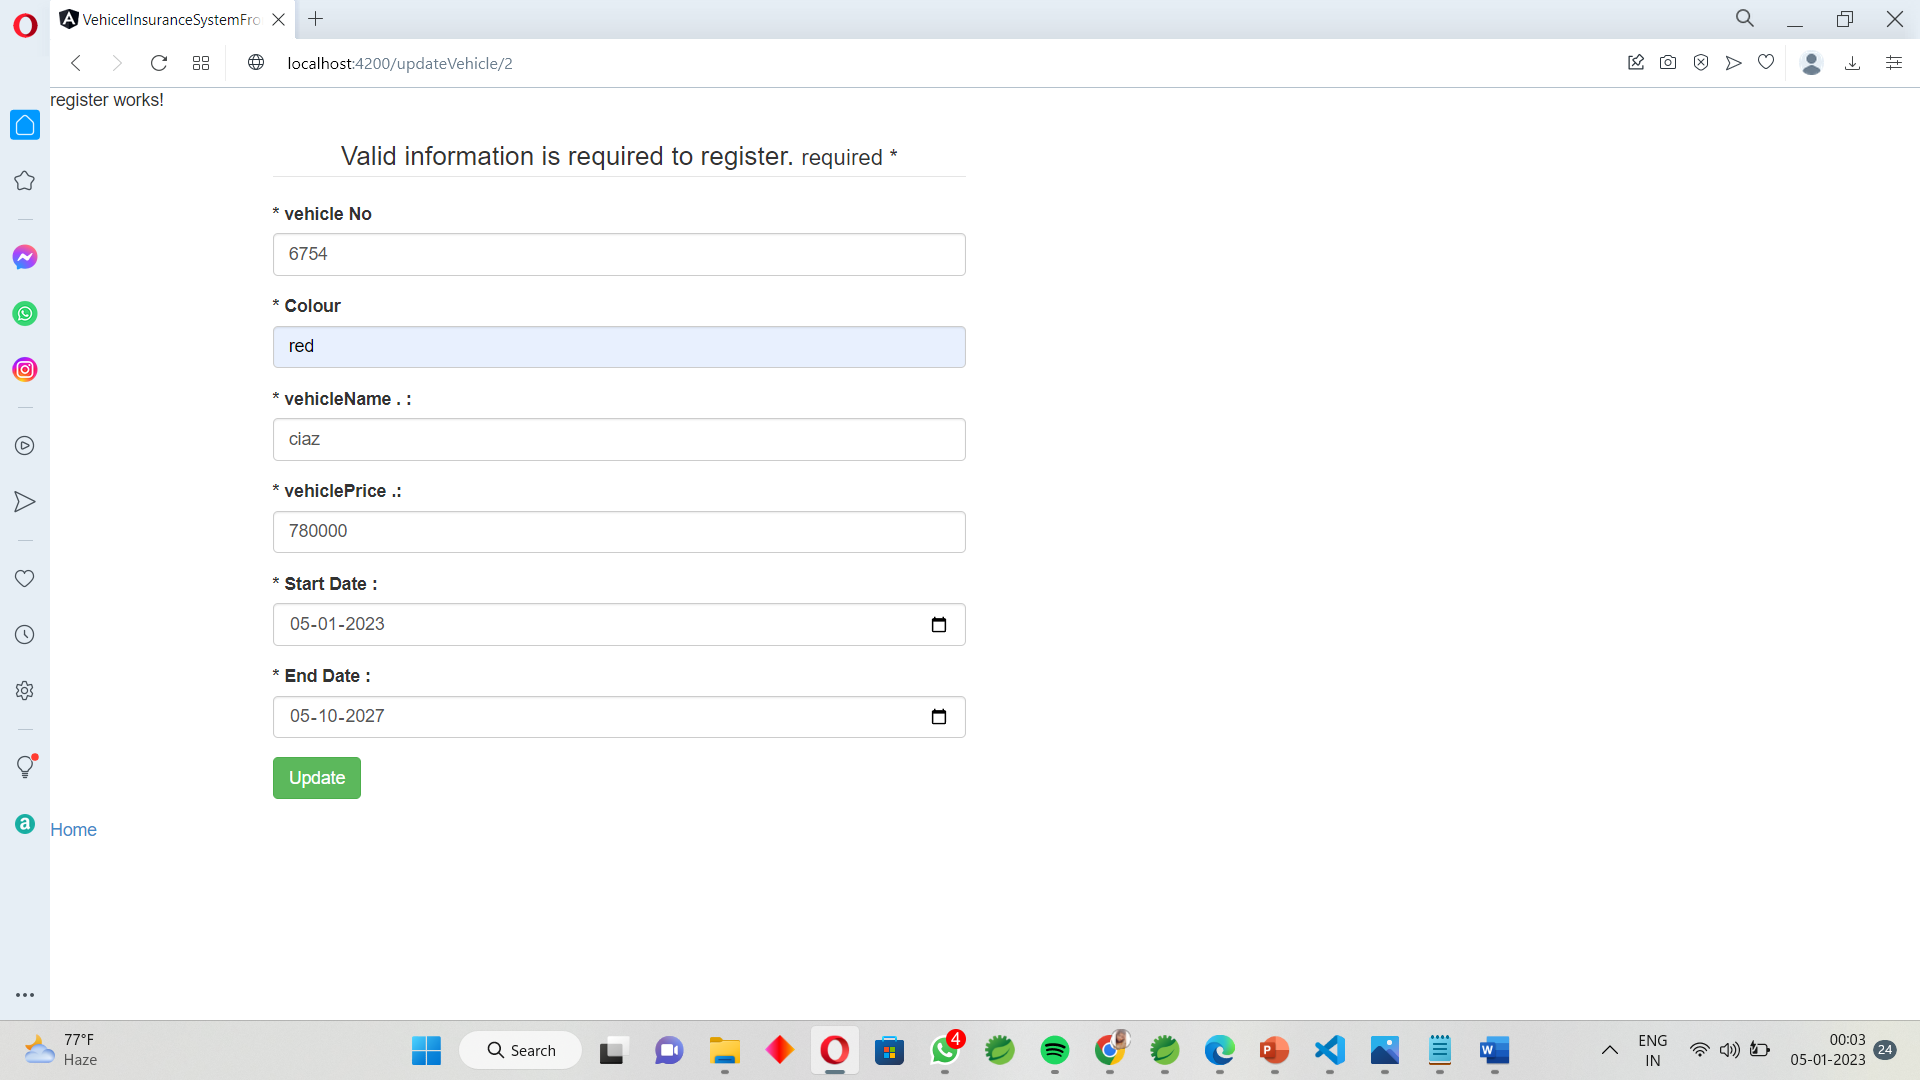 VehicelInsuranceSystemFro
localhost:4200/updateVehicle/2
register works!
Valid information is required to register. required *
* vehicle No
6754
* Colour
red
* vehicleName . :
ciaz
* vehiclePrice .:
780000
* Start Date :
05-01-2023
* End Date :
05-10-2027
Update
Home
77°F
Haze
Search
4
ENG
IN
00:03
05-01-2023
24